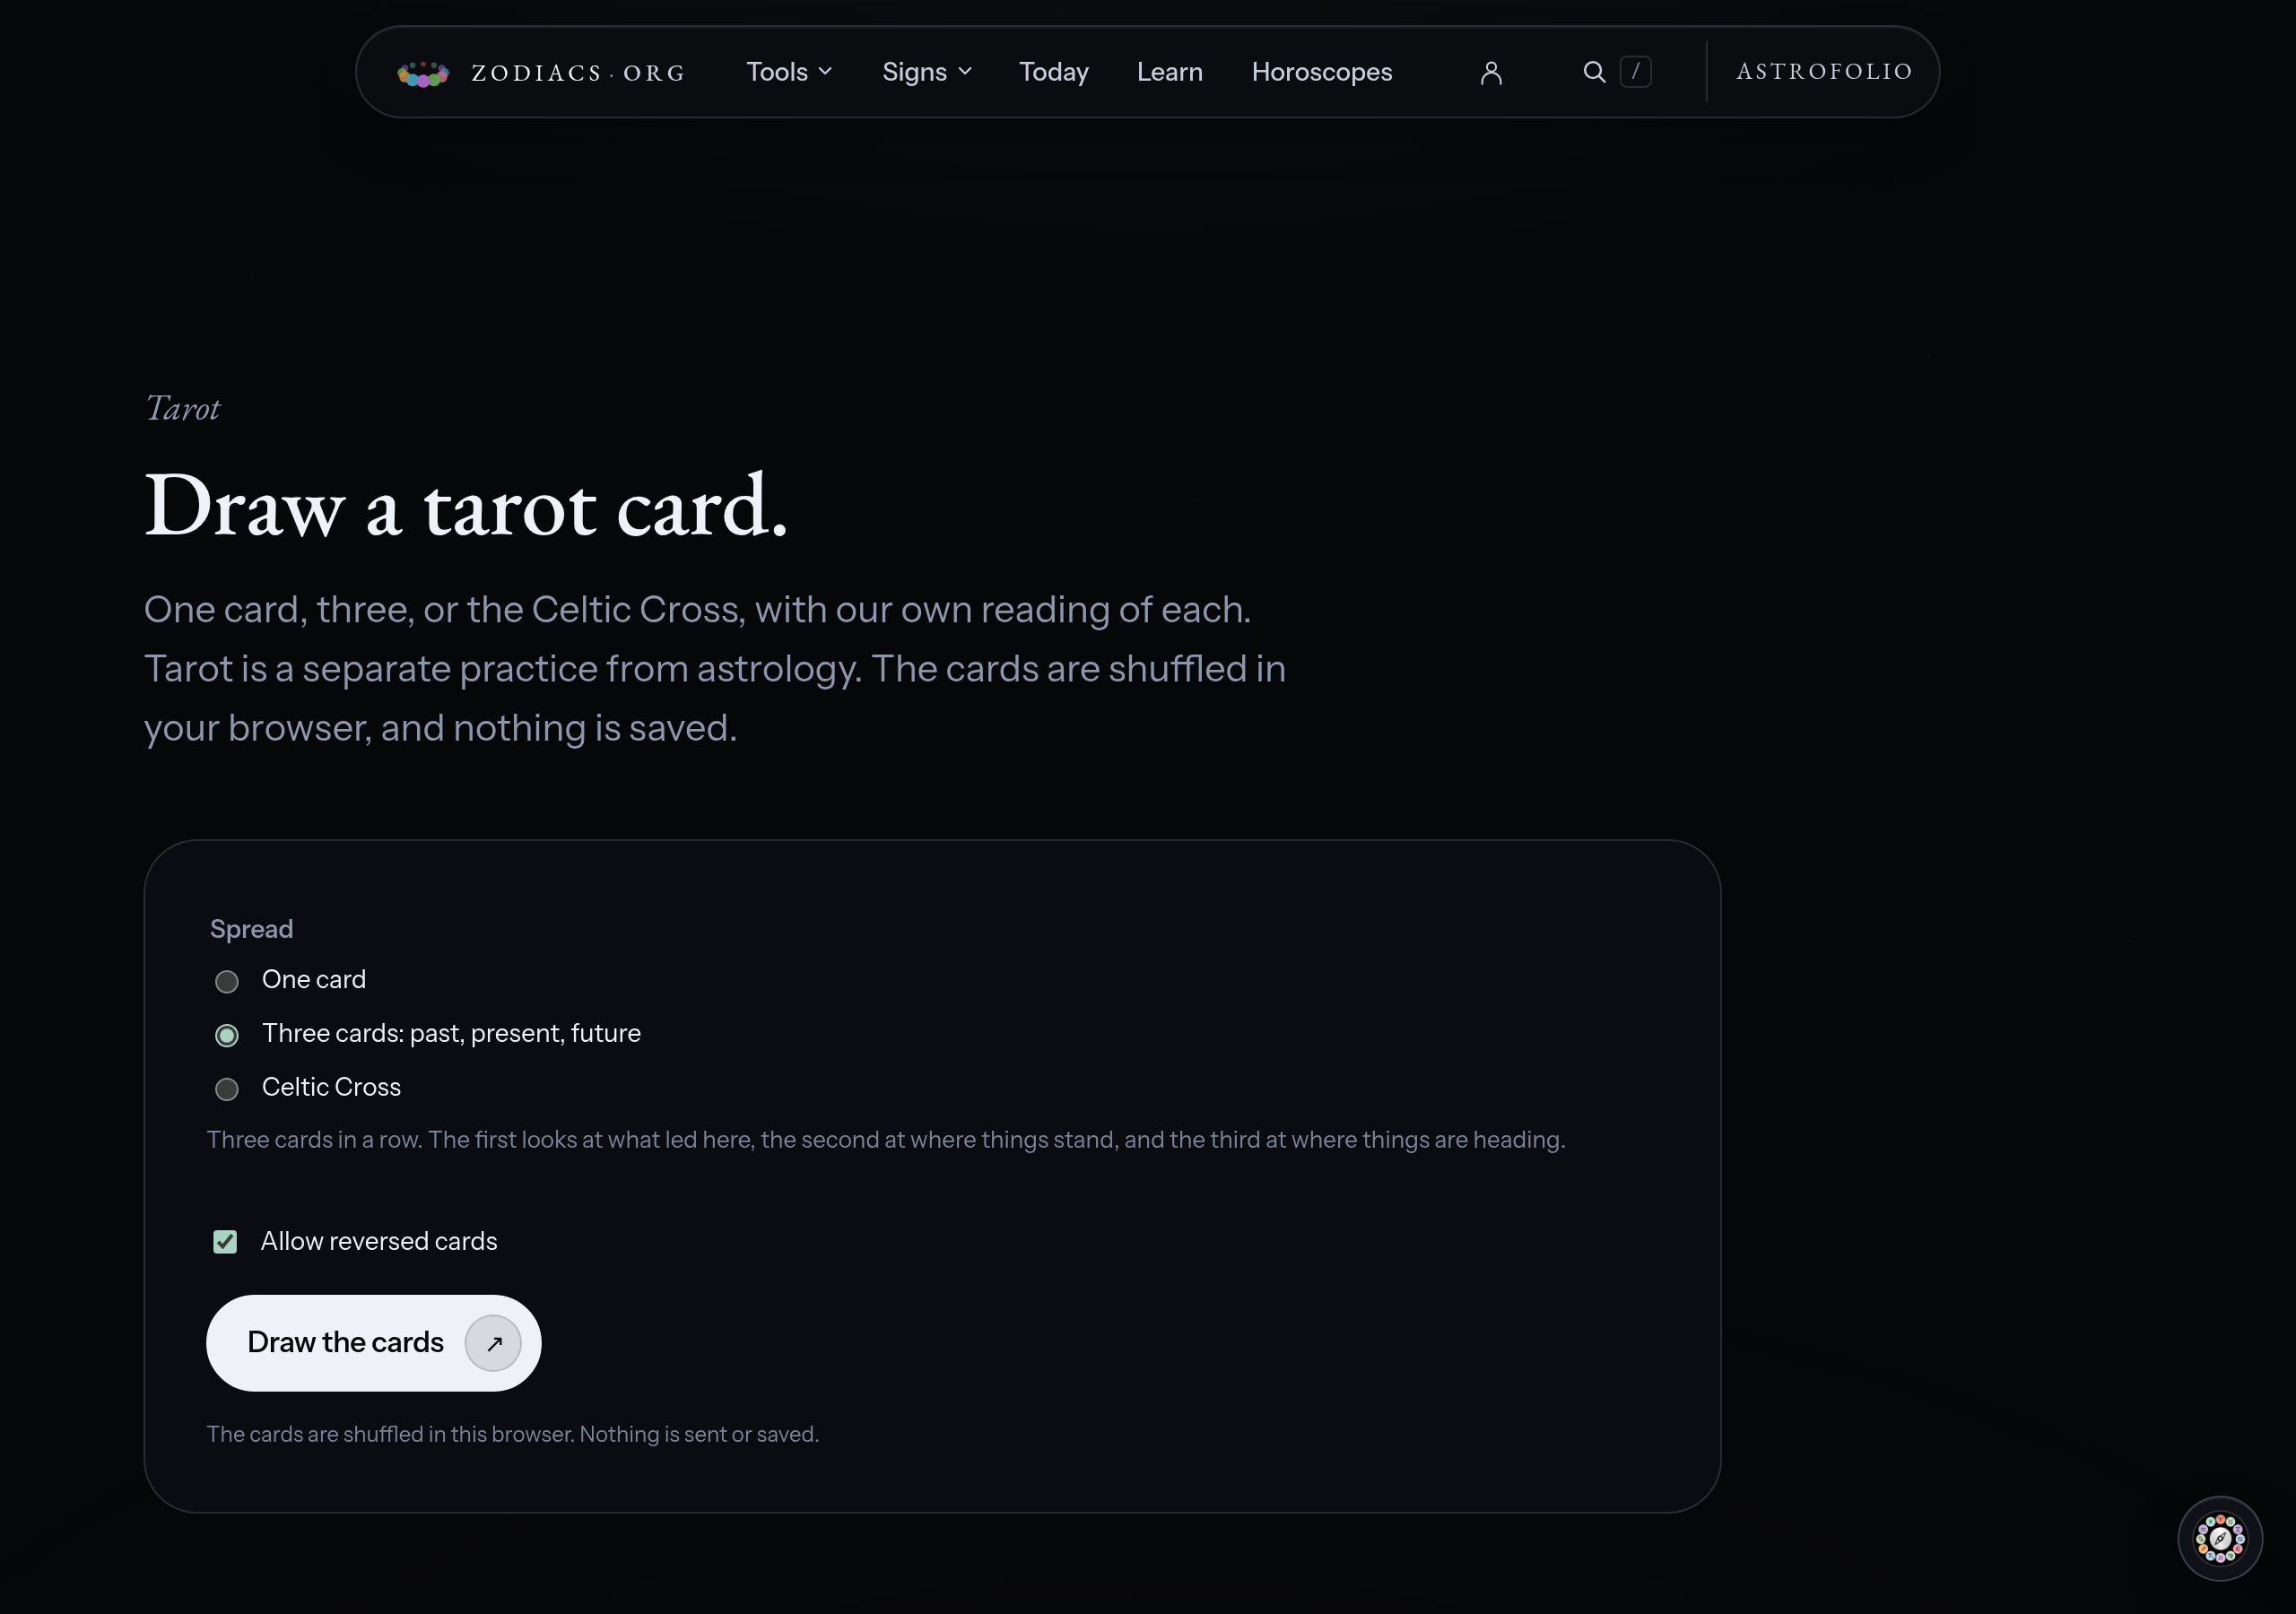 ZODIACS · ORG Tools Signs Today Learn Horoscopes / ASTROFOLIO
Tarot
Draw a tarot card.
One card, three, or the Celtic Cross, with our own reading of each.
Tarot is a separate practice from astrology. The cards are shuffled in
your browser, and nothing is saved.
Spread
One card
Three cards: past, present, future
Celtic Cross
Three cards in a row. The first looks at what led here, the second at where things stand, and the third at where things are heading.
Allow reversed cards
Draw the cards ↗
The cards are shuffled in this browser. Nothing is sent or saved.